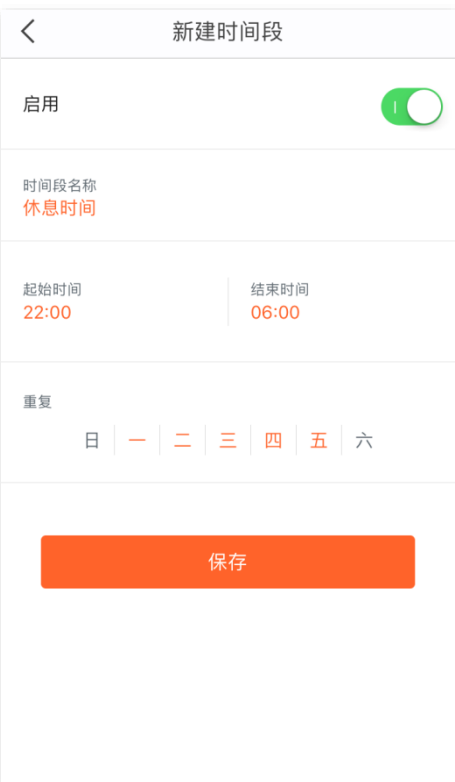 新建时间段
启用
时间段名称
休息时间
起始时间 结束时间
22:00 06:00
重复
日 一 二 三 四 五 六
保存